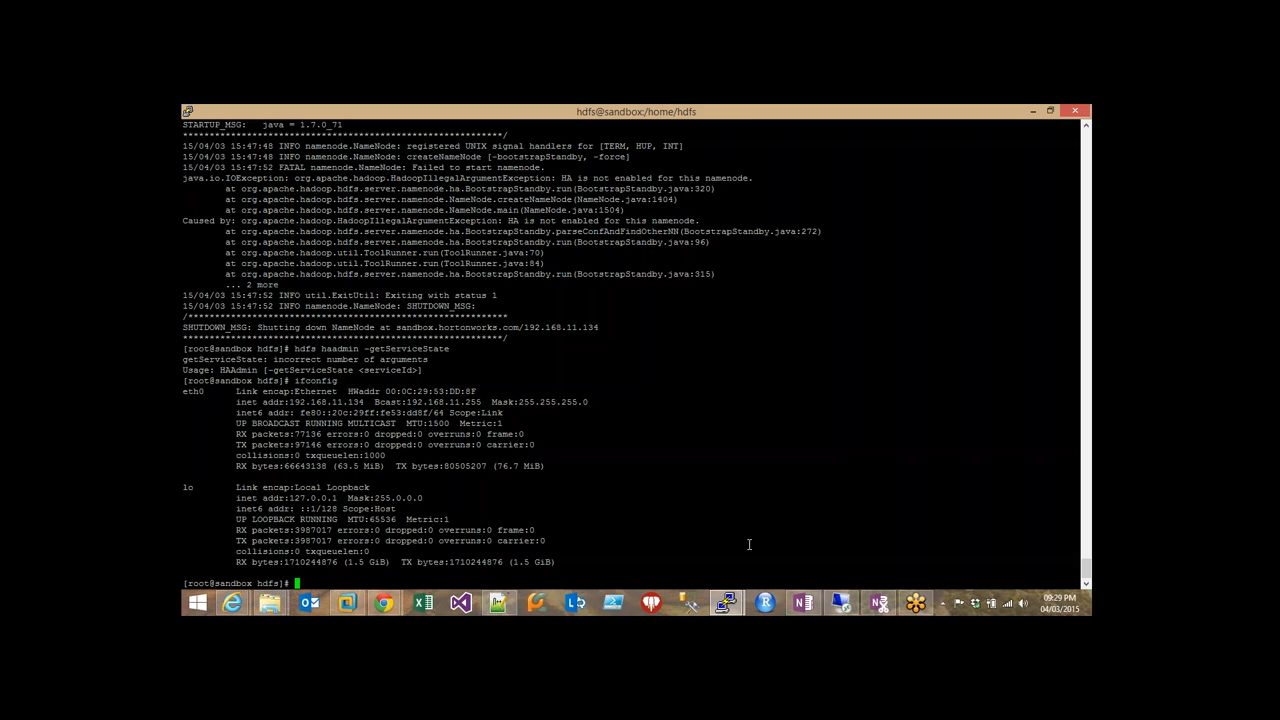 hdfs@sandbox:/home/hdfs
STARTUP_MSG:   java = 1.7.0_71
************************************************************/
15/04/03 15:47:48 INFO namenode.NameNode: registered UNIX signal handlers for [TERM, HUP, INT]
15/04/03 15:47:48 INFO namenode.NameNode: createNameNode [-bootstrapStandby, -force]
15/04/03 15:47:52 FATAL namenode.NameNode: Failed to start namenode.
java.io.IOException: org.apache.hadoop.HadoopIllegalArgumentException: HA is not enabled for this namenode.
at org.apache.hadoop.hdfs.server.namenode.ha.BootstrapStandby.run(BootstrapStandby.java:320)
at org.apache.hadoop.hdfs.server.namenode.NameNode.createNameNode(NameNode.java:1404)
at org.apache.hadoop.hdfs.server.namenode.NameNode.main(NameNode.java:1504)
Caused by: org.apache.hadoop.HadoopIllegalArgumentException: HA is not enabled for this namenode.
at org.apache.hadoop.hdfs.server.namenode.ha.BootstrapStandby.parseConfAndFindOtherNN(BootstrapStandby.java:272)
at org.apache.hadoop.hdfs.server.namenode.ha.BootstrapStandby.run(BootstrapStandby.java:96)
at org.apache.hadoop.util.ToolRunner.run(ToolRunner.java:70)
at org.apache.hadoop.util.ToolRunner.run(ToolRunner.java:84)
at org.apache.hadoop.hdfs.server.namenode.ha.BootstrapStandby.run(BootstrapStandby.java:315)
... 2 more
15/04/03 15:47:52 INFO util.ExitUtil: Exiting with status 1
15/04/03 15:47:52 INFO namenode.NameNode: SHUTDOWN_MSG:
/************************************************************
SHUTDOWN_MSG: Shutting down NameNode at sandbox.hortonworks.com/192.168.11.134
************************************************************/
[root@sandbox hdfs]# hdfs haadmin -getServiceState
getServiceState: incorrect number of arguments
Usage: HAAdmin [-getServiceState <serviceId>]
[root@sandbox hdfs]# ifconfig
eth0      Link encap:Ethernet  HWaddr 00:0C:29:53:DD:8F
inet addr:192.168.11.134  Bcast:192.168.11.255  Mask:255.255.255.0
inet6 addr: fe80::20c:29ff:fe53:dd8f/64 Scope:Link
UP BROADCAST RUNNING MULTICAST  MTU:1500  Metric:1
RX packets:77136 errors:0 dropped:0 overruns:0 frame:0
TX packets:97146 errors:0 dropped:0 overruns:0 carrier:0
collisions:0 txqueuelen:1000
RX bytes:66643138 (63.5 MiB)  TX bytes:80505207 (76.7 MiB)
lo        Link encap:Local Loopback
inet addr:127.0.0.1  Mask:255.0.0.0
inet6 addr: ::1/128 Scope:Host
UP LOOPBACK RUNNING  MTU:65536  Metric:1
RX packets:3987017 errors:0 dropped:0 overruns:0 frame:0
TX packets:3987017 errors:0 dropped:0 overruns:0 carrier:0
collisions:0 txqueuelen:0
RX bytes:1710244876 (1.5 GiB)  TX bytes:1710244876 (1.5 GiB)
[root@sandbox hdfs]#
09:29 PM
04/03/2015